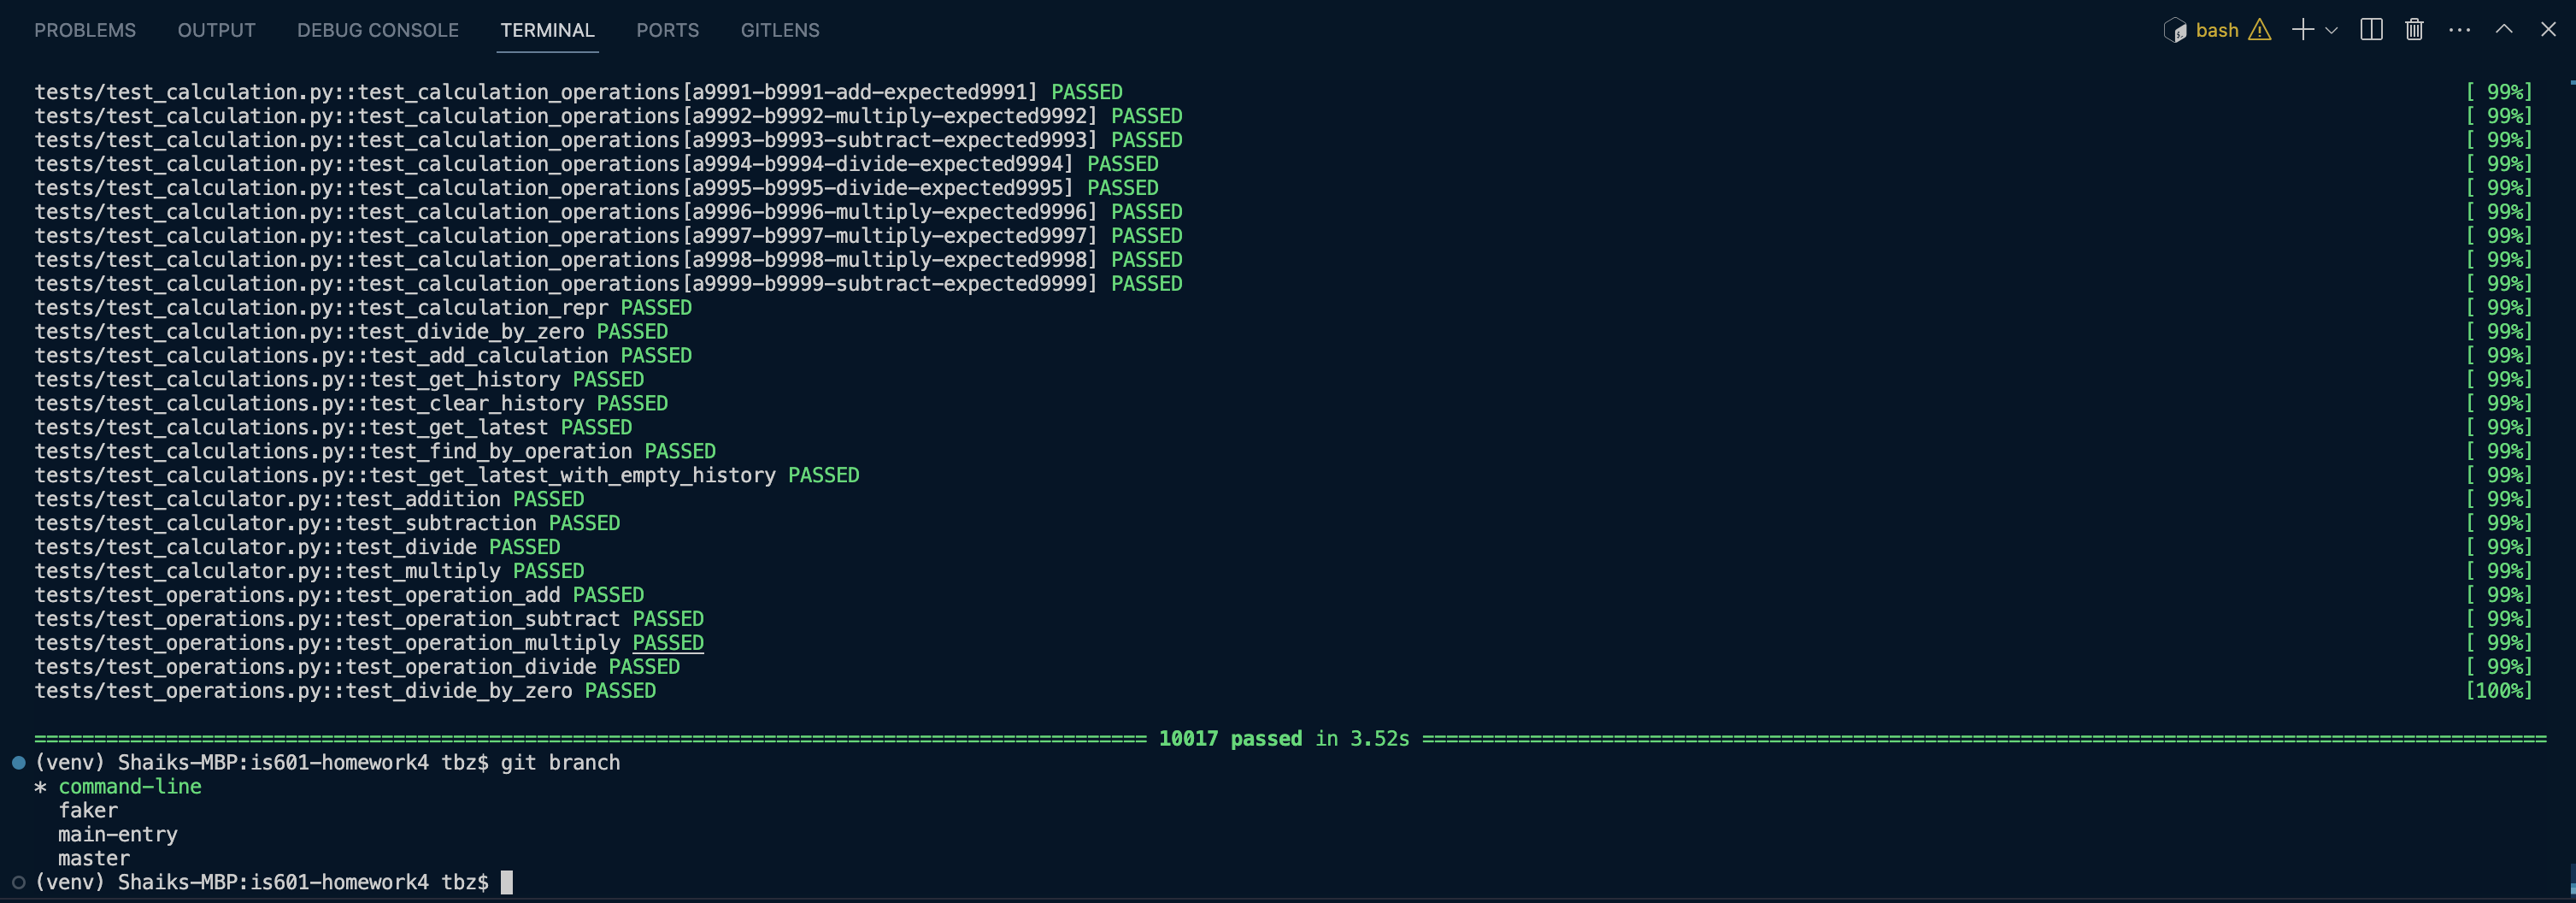 PROBLEMS OUTPUT DEBUG CONSOLE TERMINAL PORTS GITLENS bash
tests/test_calculation.py::test_calculation_operations[a9991-b9991-add-expected9991] PASSED [ 99%]
tests/test_calculation.py::test_calculation_operations[a9992-b9992-multiply-expected9992] PASSED [ 99%]
tests/test_calculation.py::test_calculation_operations[a9993-b9993-subtract-expected9993] PASSED [ 99%]
tests/test_calculation.py::test_calculation_operations[a9994-b9994-divide-expected9994] PASSED [ 99%]
tests/test_calculation.py::test_calculation_operations[a9995-b9995-divide-expected9995] PASSED [ 99%]
tests/test_calculation.py::test_calculation_operations[a9996-b9996-multiply-expected9996] PASSED [ 99%]
tests/test_calculation.py::test_calculation_operations[a9997-b9997-multiply-expected9997] PASSED [ 99%]
tests/test_calculation.py::test_calculation_operations[a9998-b9998-multiply-expected9998] PASSED [ 99%]
tests/test_calculation.py::test_calculation_operations[a9999-b9999-subtract-expected9999] PASSED [ 99%]
tests/test_calculation.py::test_calculation_repr PASSED [ 99%]
tests/test_calculation.py::test_divide_by_zero PASSED [ 99%]
tests/test_calculations.py::test_add_calculation PASSED [ 99%]
tests/test_calculations.py::test_get_history PASSED [ 99%]
tests/test_calculations.py::test_clear_history PASSED [ 99%]
tests/test_calculations.py::test_get_latest PASSED [ 99%]
tests/test_calculations.py::test_find_by_operation PASSED [ 99%]
tests/test_calculations.py::test_get_latest_with_empty_history PASSED [ 99%]
tests/test_calculator.py::test_addition PASSED [ 99%]
tests/test_calculator.py::test_subtraction PASSED [ 99%]
tests/test_calculator.py::test_divide PASSED [ 99%]
tests/test_calculator.py::test_multiply PASSED [ 99%]
tests/test_operations.py::test_operation_add PASSED [ 99%]
tests/test_operations.py::test_operation_subtract PASSED [ 99%]
tests/test_operations.py::test_operation_multiply PASSED [ 99%]
tests/test_operations.py::test_operation_divide PASSED [ 99%]
tests/test_operations.py::test_divide_by_zero PASSED [100%]
============================== 10017 passed in 3.52s ==============================
(venv) Shaiks-MBP:is601-homework4 tbz$ git branch
* command-line
faker
main-entry
master
(venv) Shaiks-MBP:is601-homework4 tbz$